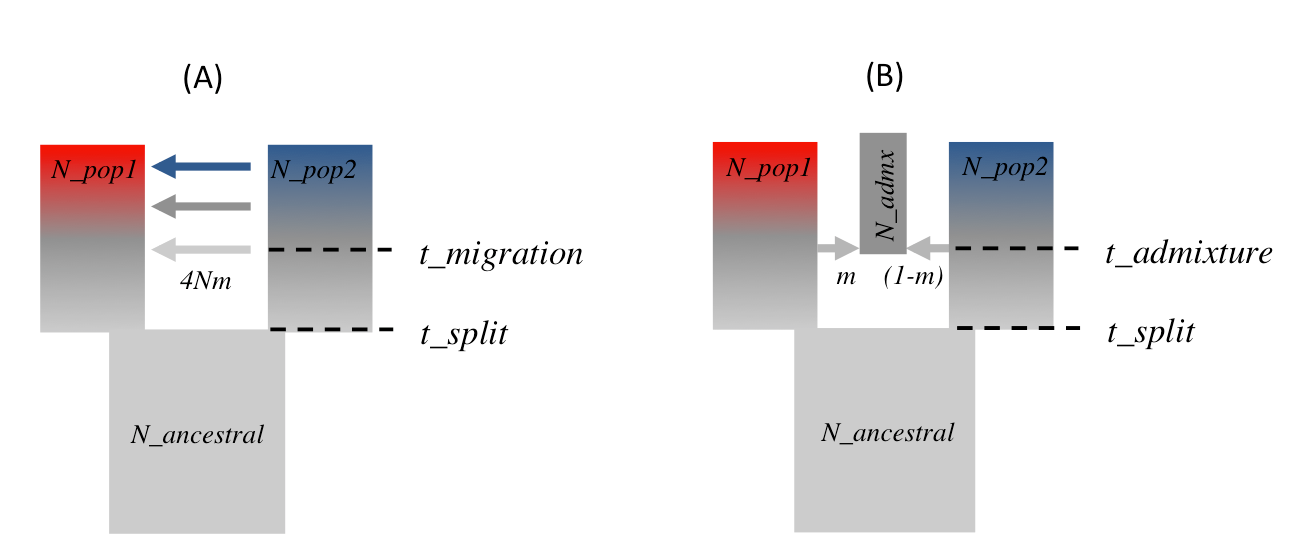 (A)
N_pop1
N_pop2
t_migration
4Nm
t_split
N_ancestral
(B)
N_pop1
N_admx
N_pop2
t_admixture
m
(1-m)
t_split
N_ancestral